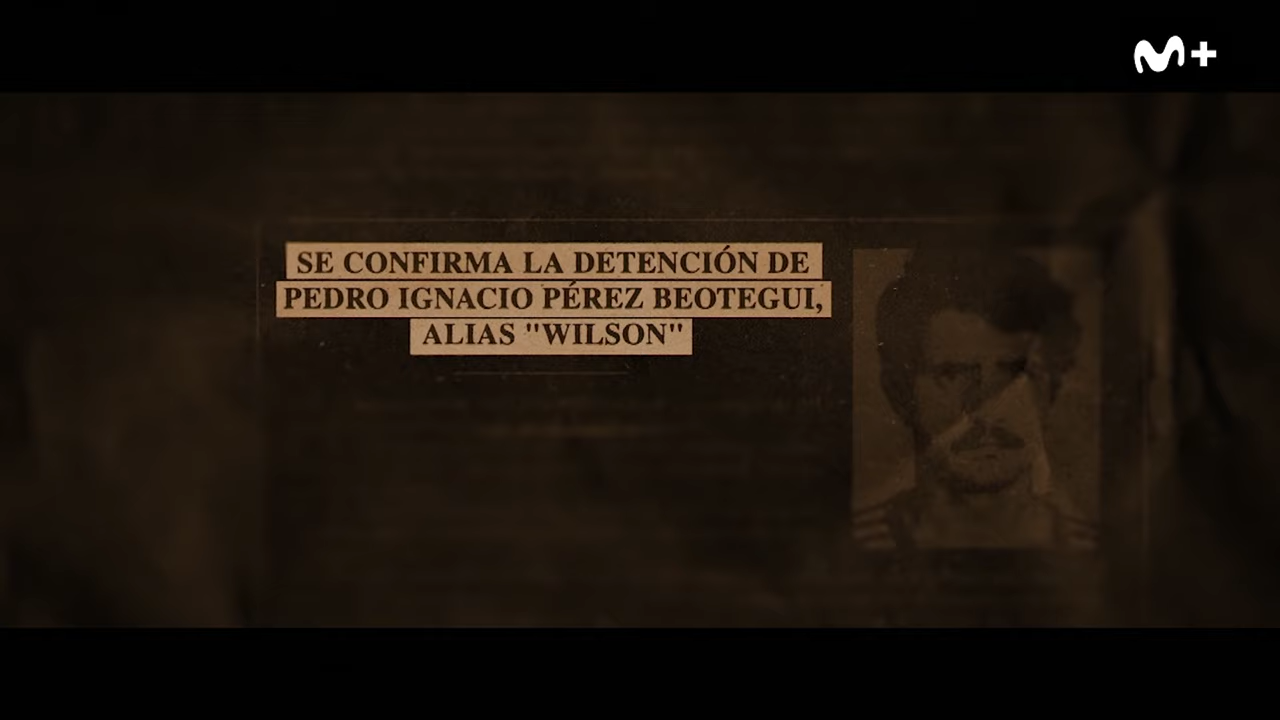 M+
SE CONFIRMA LA DETENCIÓN DE
PEDRO IGNACIO PÉREZ BEOTEGUI,
ALIAS "WILSON"